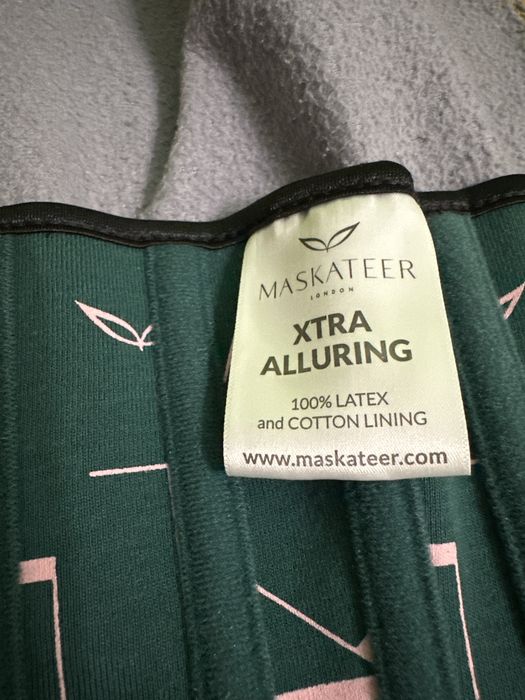 MASKATEER
LONDON
XTRA
ALLURING
100% LATEX
and COTTON LINING
www.maskateer.com